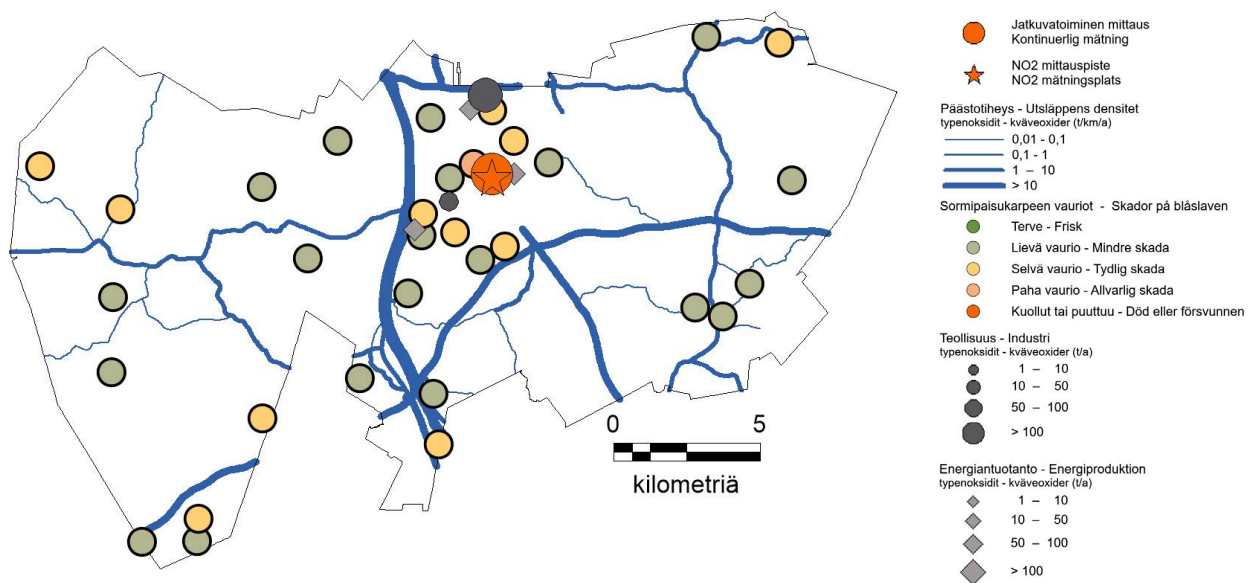 Jatkuvatoiminen mittaus
Kontinuerlig mätning
NO2 mittauspiste
NO2 mätningsplats
Päästotiheys - Utsläppens densitet
typenoksidit - kväveoxider (t/km/a)
0,01 - 0,1
0,1 - 1
1 – 10
> 10
Sormipaisukarpeen vauriot - Skador på blåslaven
Terve - Frisk
Lievä vaurio - Mindre skada
Selvä vaurio - Tydlig skada
Paha vaurio - Allvarlig skada
Kuollut tai puuttuu - Död eller försvunnen
Teollisuus - Industri
typenoksidit - kväveoxider (t/a)
1 – 10
10 – 50
50 – 100
> 100
Energiantuotanto - Energiproduktion
typenoksidit - kväveoxider (t/a)
1 – 10
10 – 50
50 – 100
> 100
0 5
kilometriä